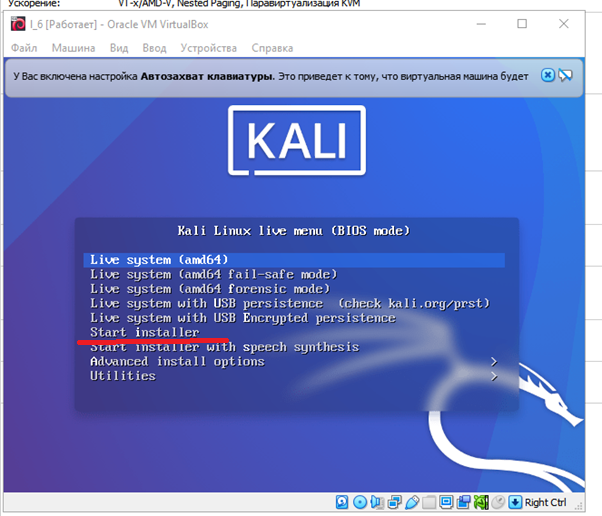 Ускорение: VT-x/AMD-V, Nested Paging, Паравиртуализация KVM
I_6 [Работает] - Oracle VM VirtualBox
Файл Машина Вид Ввод Устройства Справка
У Вас включена настройка Автозахват клавиатуры. Это приведет к тому, что виртуальная машина будет
KALI
Kali Linux live menu (BIOS mode)
Live system (amd64)
Live system (amd64 fail-safe mode)
Live system (amd64 forensic mode)
Live system with USB persistence (check kali.org/prst)
Live system with USB Encrypted persistence
Start installer
Start installer with speech synthesis
Advanced install options >
Utilities >
Right Ctrl